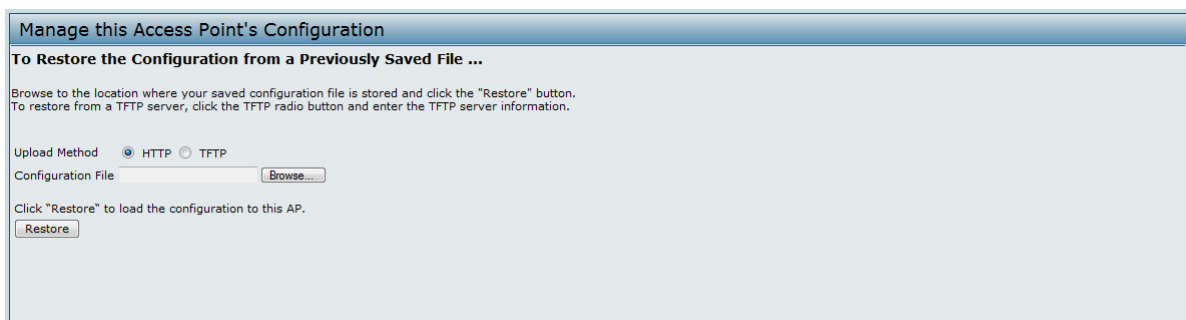 Manage this Access Point's Configuration
To Restore the Configuration from a Previously Saved File ...
Browse to the location where your saved configuration file is stored and click the "Restore" button.
To restore from a TFTP server, click the TFTP radio button and enter the TFTP server information.
Upload Method HTTP TFTP
Configuration File Browse...
Click "Restore" to load the configuration to this AP.
Restore